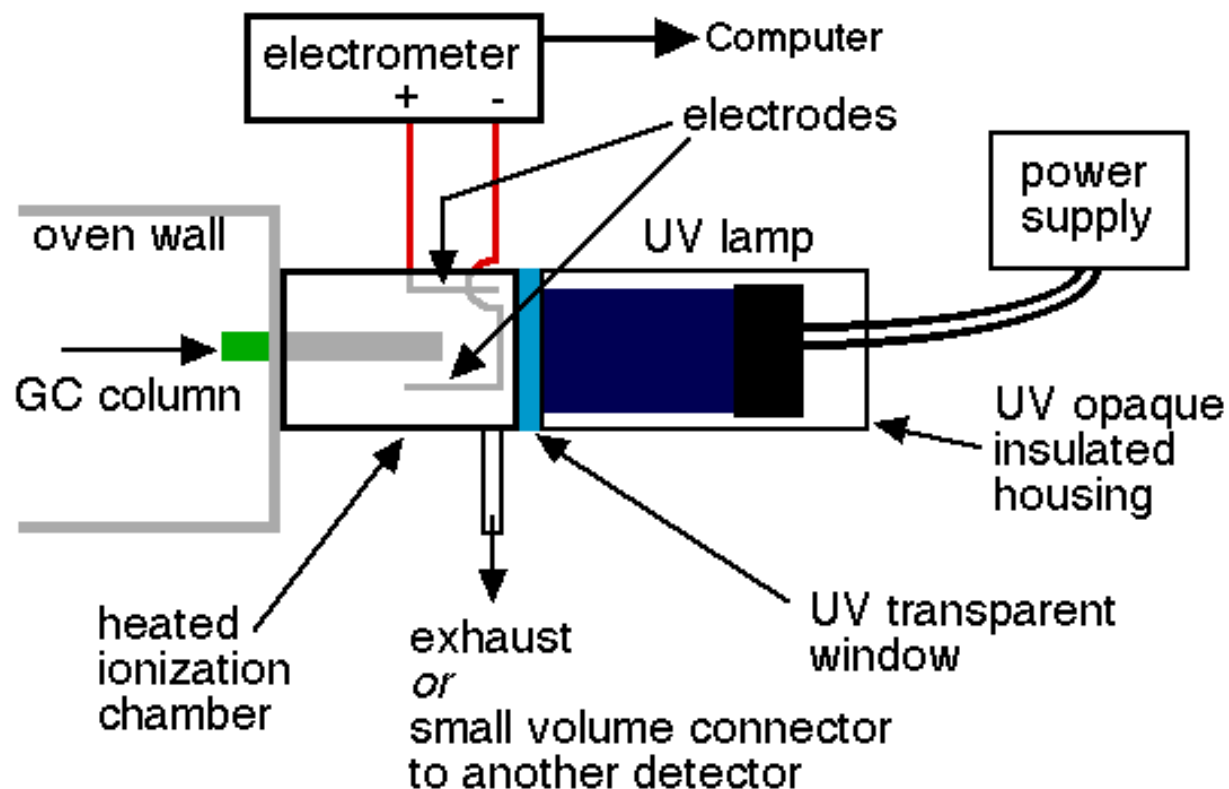 electrometer
+ -
Computer
electrodes
power
supply
oven wall
UV lamp
GC column
UV opaque
insulated
housing
heated
ionization
chamber
exhaust
or
small volume connector
to another detector
UV transparent
window